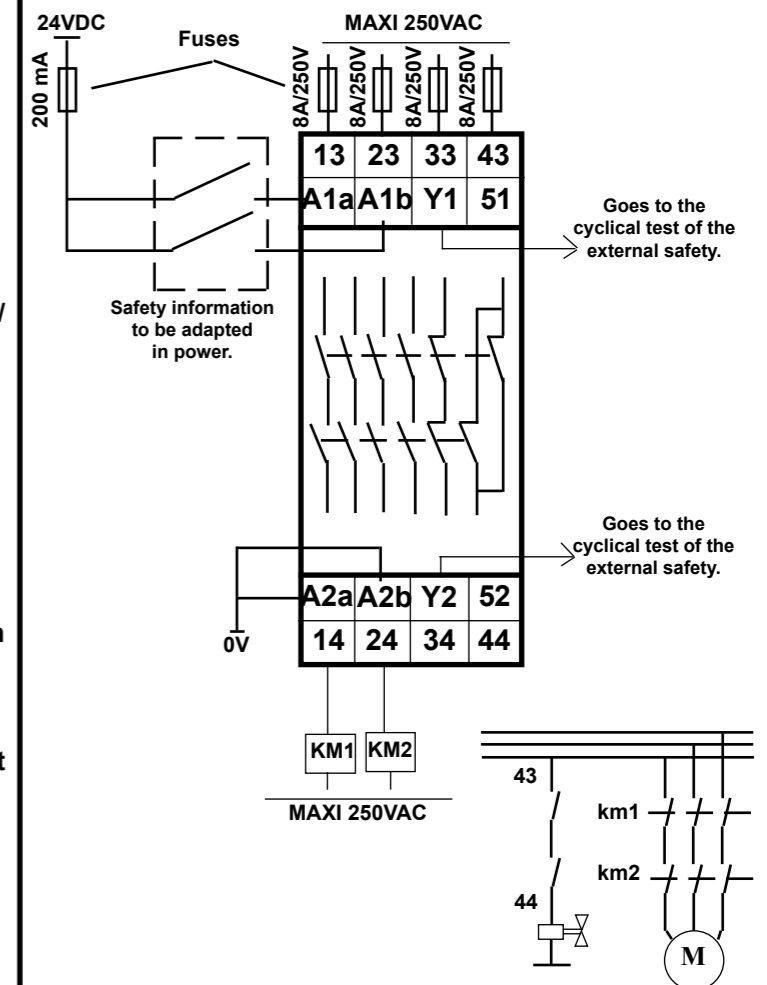 24VDC
Fuses
MAXI 250VAC
200 mA
8A/250V
8A/250V
8A/250V
8A/250V
13 23 33 43
A1a A1b Y1 51
Goes to the
cyclical test of the
external safety.
Safety information
to be adapted
in power.
Goes to the
cyclical test of the
external safety.
A2a A2b Y2 52
14 24 34 44
0V
KM1 KM2
MAXI 250VAC
43
km1
km2
44
M